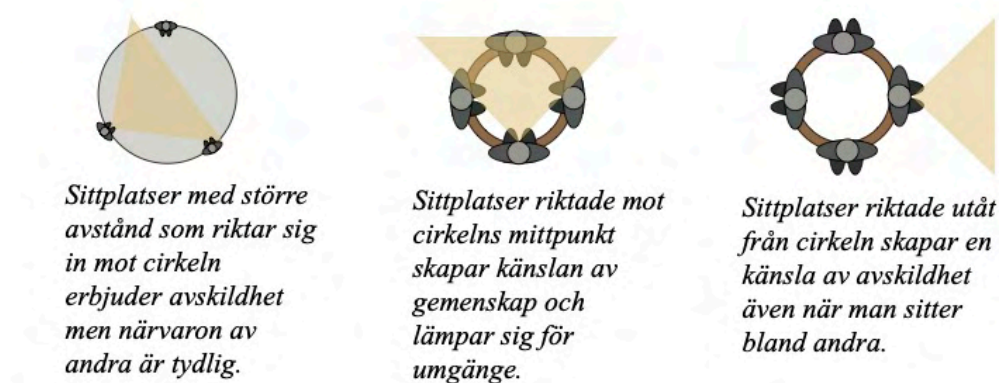 Sittplatser med större
avstånd som riktar sig
in mot cirkeln
erbjuder avskildhet
men närvaron av
andra är tydlig.
Sittplatser riktade mot
cirkelns mittpunkt
skapar känslan av
gemenskap och
lämpar sig för
umgänge.
Sittplatser riktade utåt
från cirkeln skapar en
känsla av avskildhet
även när man sitter
bland andra.